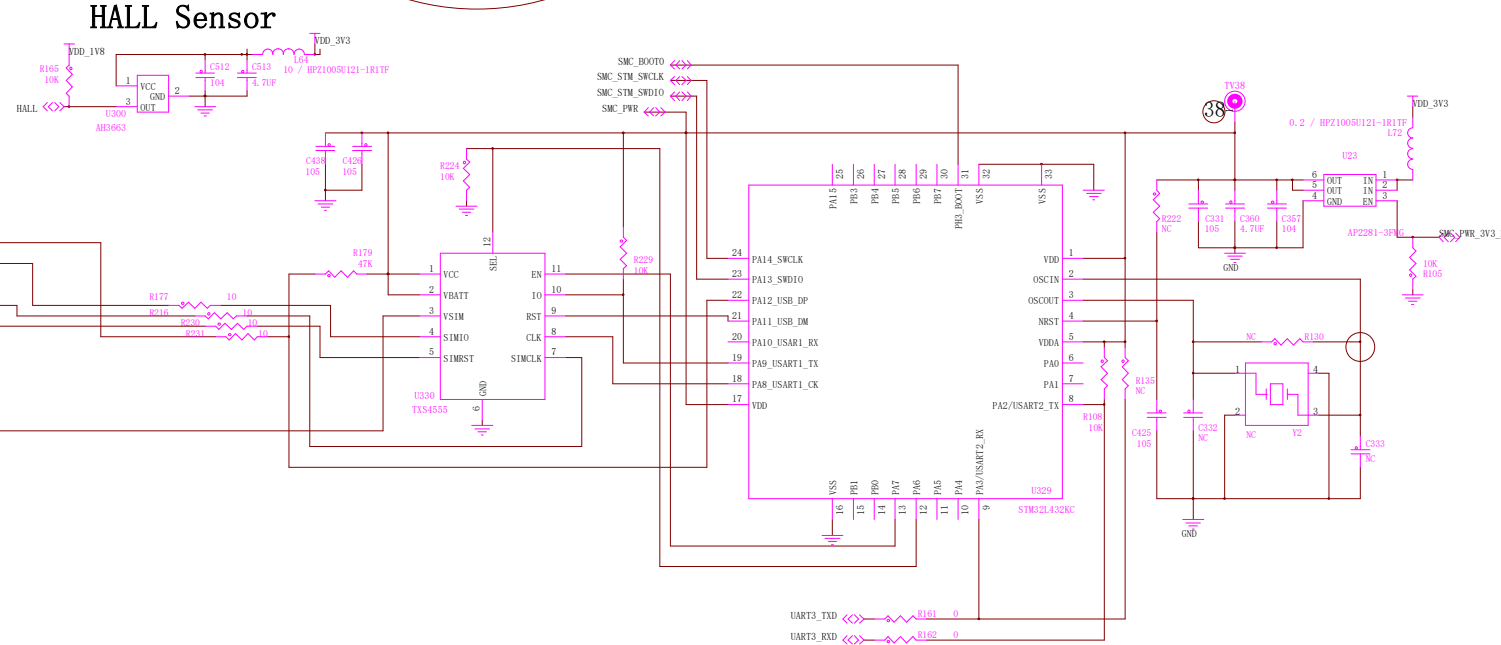 HALL Sensor
VDD_1V8
VDD_3V3
R165
10K
C512
104
C513
4.7UF
L64
10 / HPZ1005U121-1R1TF
1
VCC
GND
2
3
OUT
HALL
U300
AH3663
SMC_BOOT0
SMC_STM_SWCLK
SMC_STM_SWDIO
SMC_PWR
TV38
38
VDD_3V3
0.2 / HPZ1005U121-1R1TF
L72
U23
6 OUT IN 1
5 OUT IN 2
4 GND EN 3
AP2281-3FMG
10K
R105
C438
105
C426
105
R224
10K
R179
47K
R229
10K
R177 10
R216 10
R230 10
R231 10
12
SEL
1 VCC EN 11
2 VBATT IO 10
3 VSIM RST 9
4 SIMIO CLK 8
5 SIMRST SIMCLK 7
GND
6
U330
TXS4555
25 26 27 28 29 30 31 32 33
PA15 PB3 PB4 PB5 PB6 PB7 PH3_BOOT VSS VSS
24 PA14_SWCLK
23 PA13_SWDIO
22 PA12_USB_DP
21 PA11_USB_DM
20 PA10_USAR1_RX
19 PA9_USART1_TX
18 PA8_USART1_CK
17 VDD
VDD 1
OSCIN 2
OSCOUT 3
NRST 4
VDDA 5
PA0 6
PA1 7
PA2/USART2_TX 8
VSS PB1 PB0 PA7 PA6 PA5 PA4 PA3/USART2_RX
16 15 14 13 12 11 10 9
U329
STM32L432KC
R222
NC
C331
105
C360
4.7UF
C357
104
GND
R135
NC
R108
10K
C425
105
C332
NC
NC R130
1 4
2 3
NC Y2
C333
NC
GND
UART3_TXD R161 0
UART3_RXD R162 0